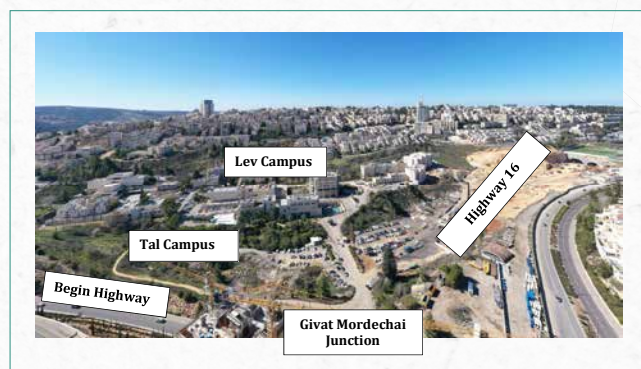 Lev Campus
Highway 16
Tal Campus
Begin Highway
Givat Mordechai
Junction